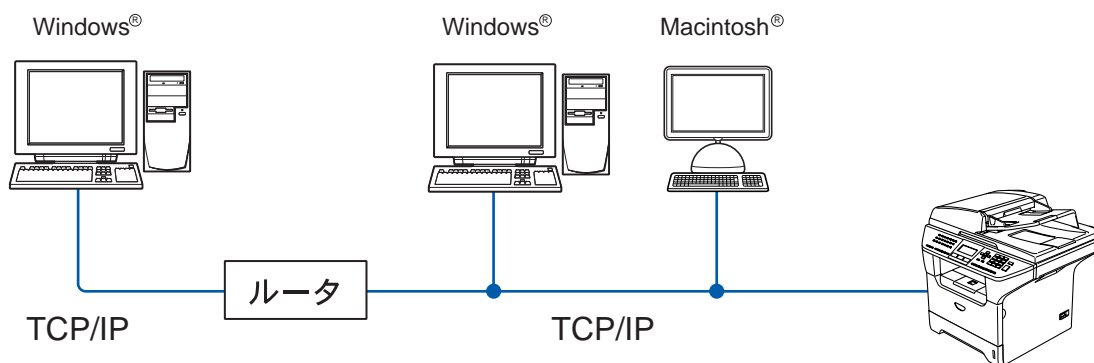 Windows®
Windows®
Macintosh®
ルータ
TCP/IP
TCP/IP